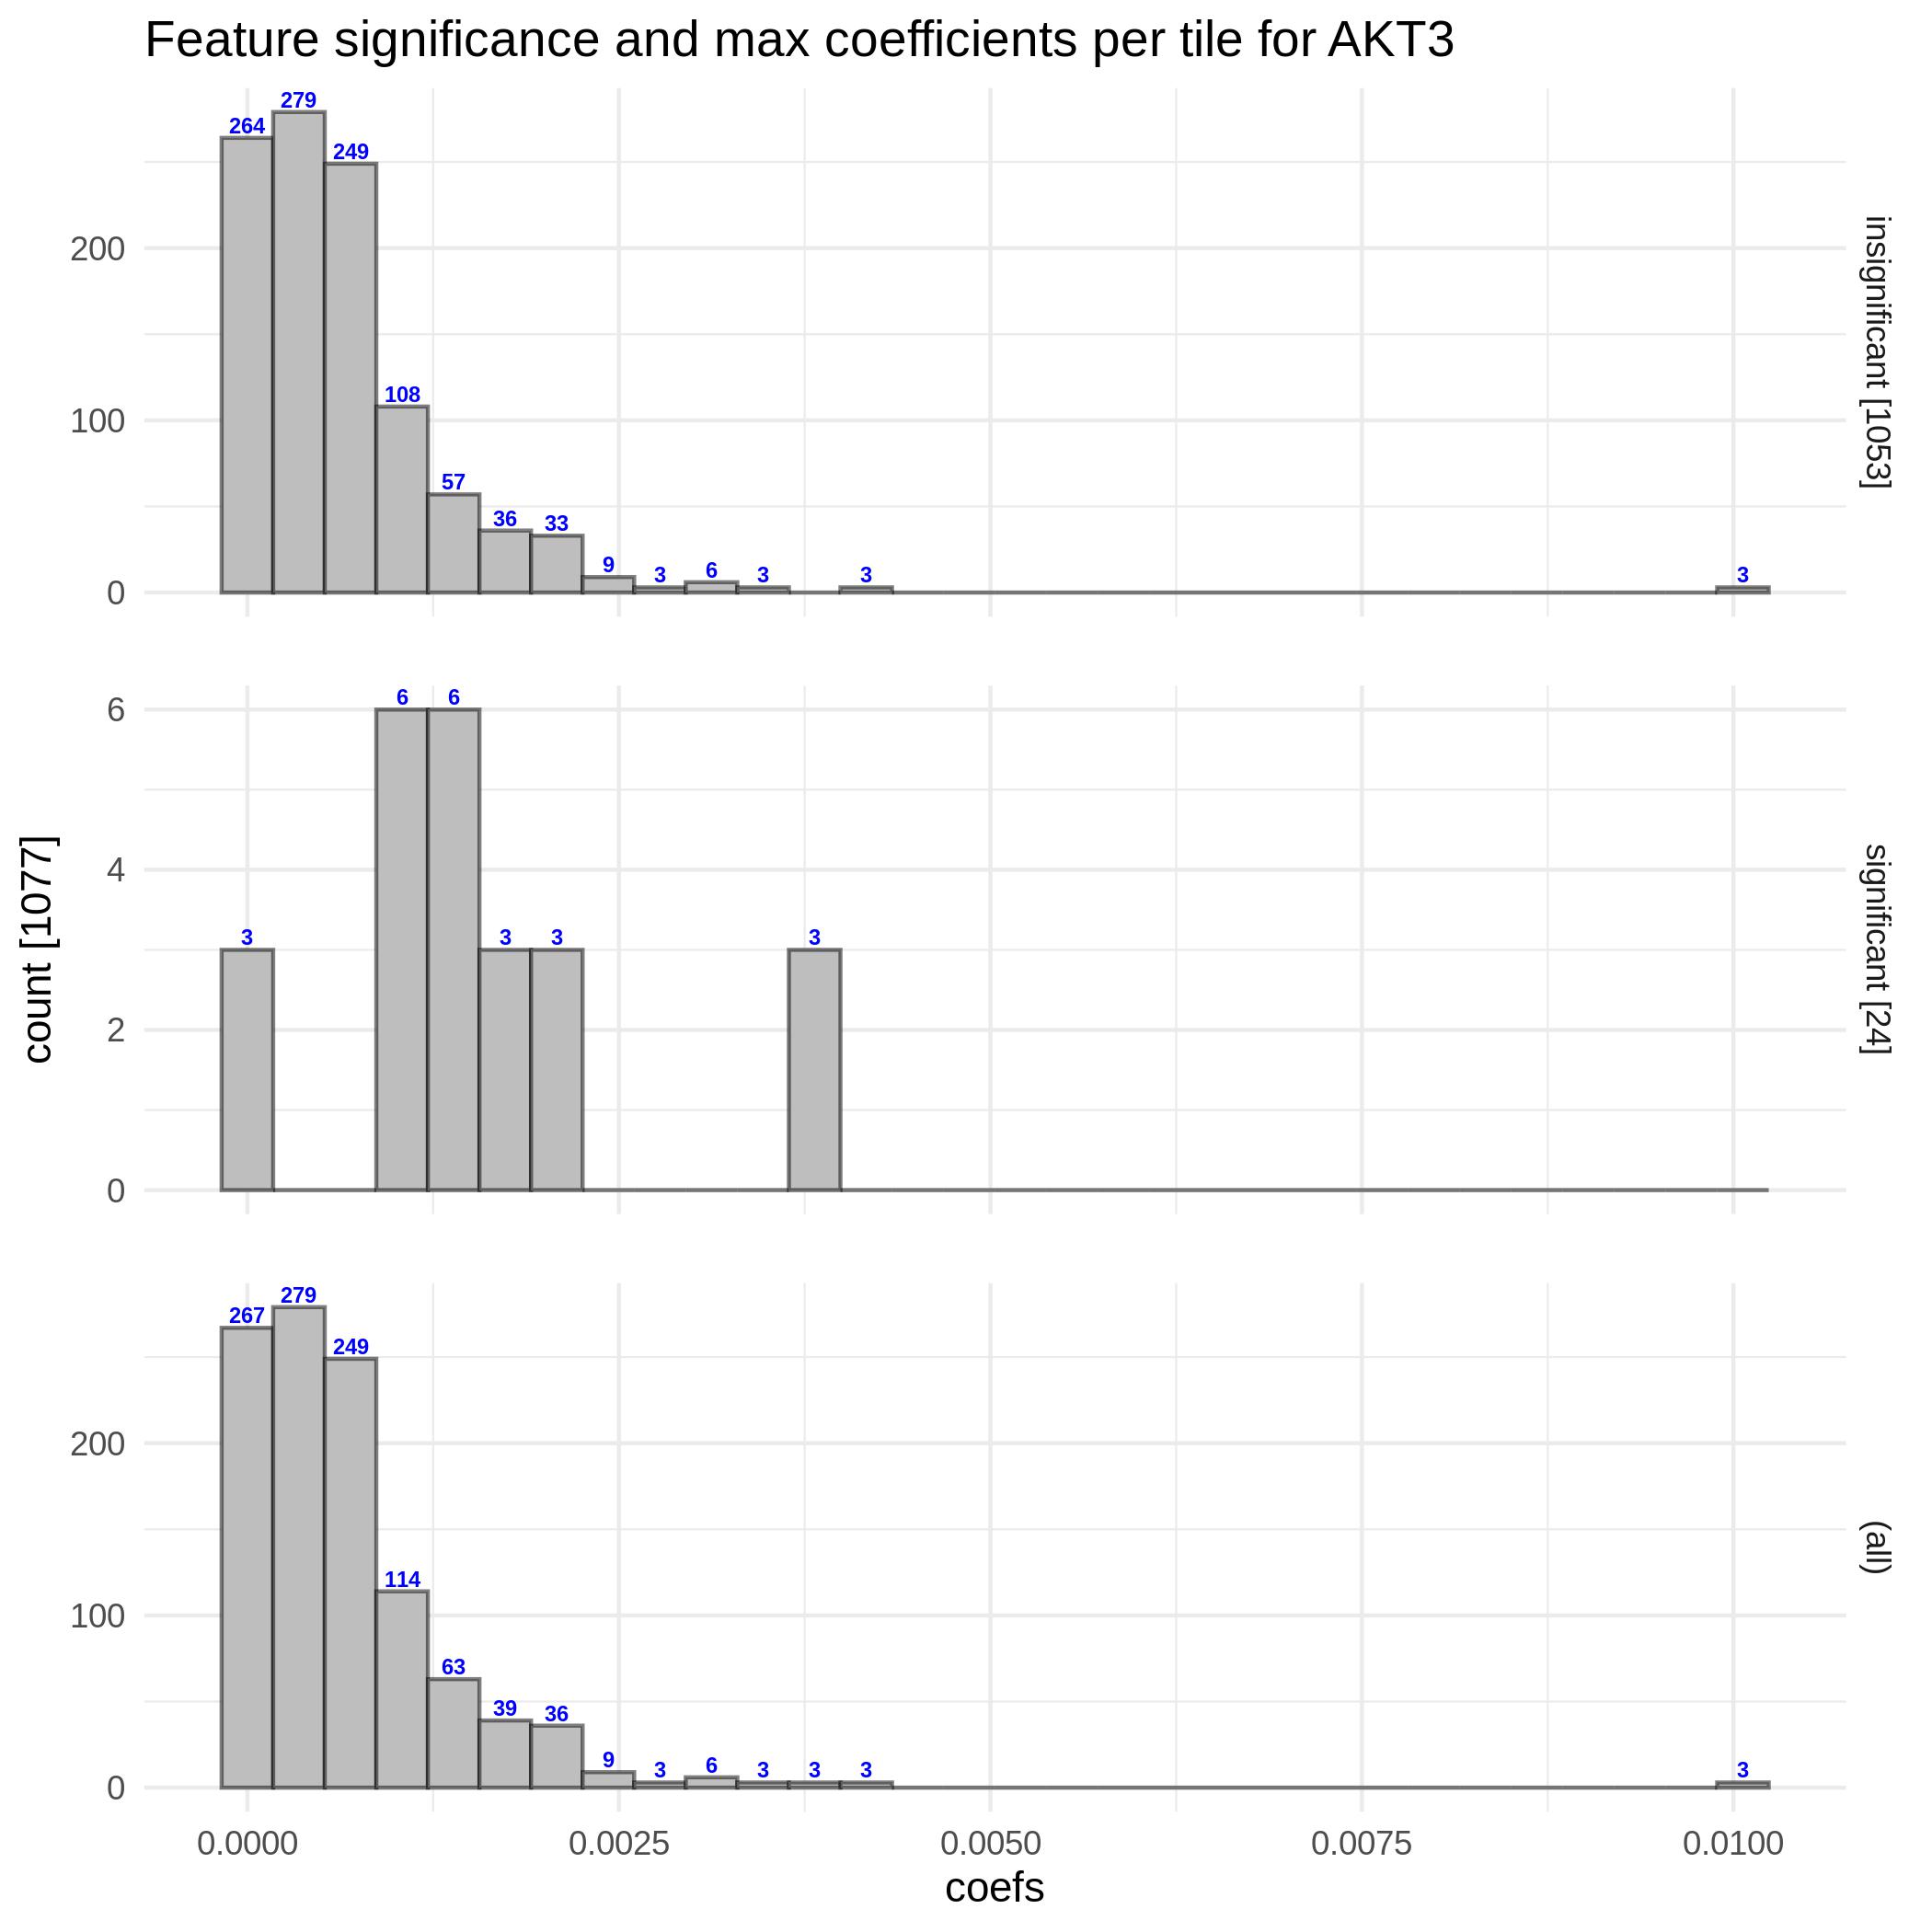 Feature significance and max coefficients per tile for AKT3
264 279 249 108 57 36 33 9 3 6 3 3 3
200
100
0
insignificant [1053]
3 6 6 3 3 3
6
4
2
0
significant [24]
count [1077]
267 279 249 114 63 39 36 9 3 6 3 3 3 3
200
100
0
(all)
0.0000 0.0025 0.0050 0.0075 0.0100
coefs